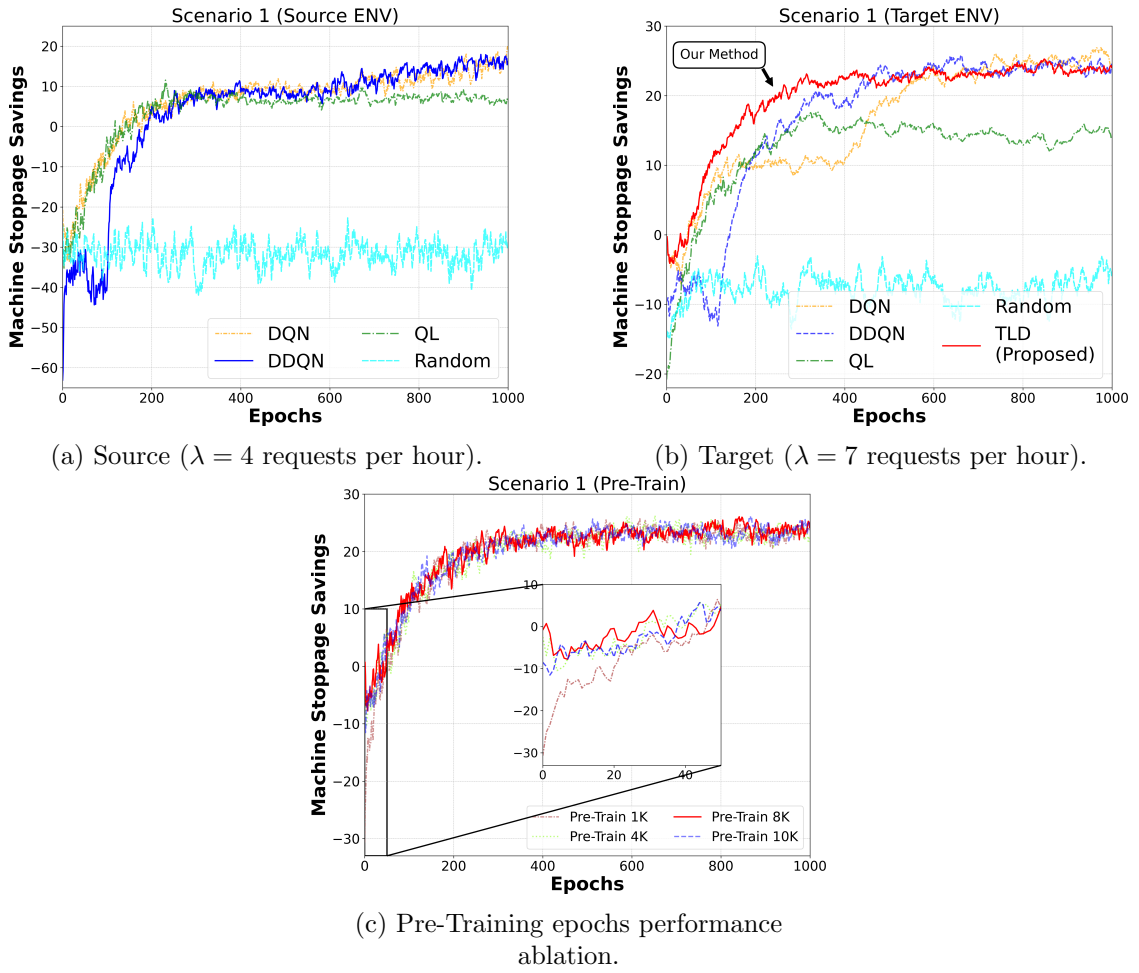 Scenario 1 (Source ENV)
Machine Stoppage Savings
20
10
0
−10
−20
−30
−40
−50
−60
0 200 400 600 800 1000
Epochs
DQN
DDQN
QL
Random
(a) Source (λ = 4 requests per hour).
Scenario 1 (Target ENV)
Machine Stoppage Savings
30
20
10
0
−10
−20
0 200 400 600 800 1000
Epochs
Our Method
DQN
DDQN
QL
Random
TLD
(Proposed)
(b) Target (λ = 7 requests per hour).
Scenario 1 (Pre-Train)
Machine Stoppage Savings
30
20
10
0
−10
−20
−30
0 200 400 600 800 1000
Epochs
10
0
−10
−20
−30
0 20 40
Pre-Train 1K
Pre-Train 4K
Pre-Train 8K
Pre-Train 10K
(c) Pre-Training epochs performance
ablation.